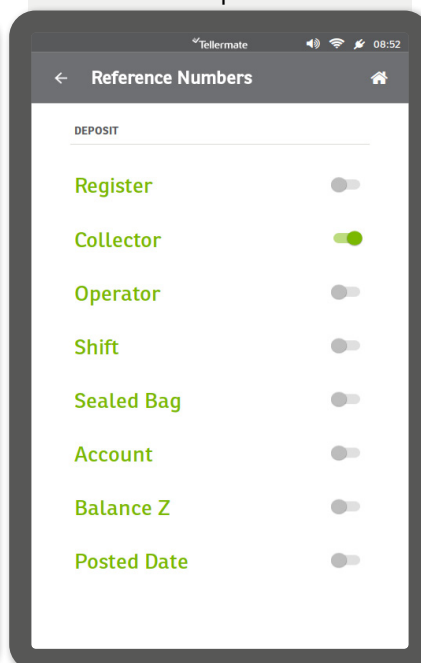 Tellermate 08:52
Reference Numbers
DEPOSIT
Register
Collector
Operator
Shift
Sealed Bag
Account
Balance Z
Posted Date